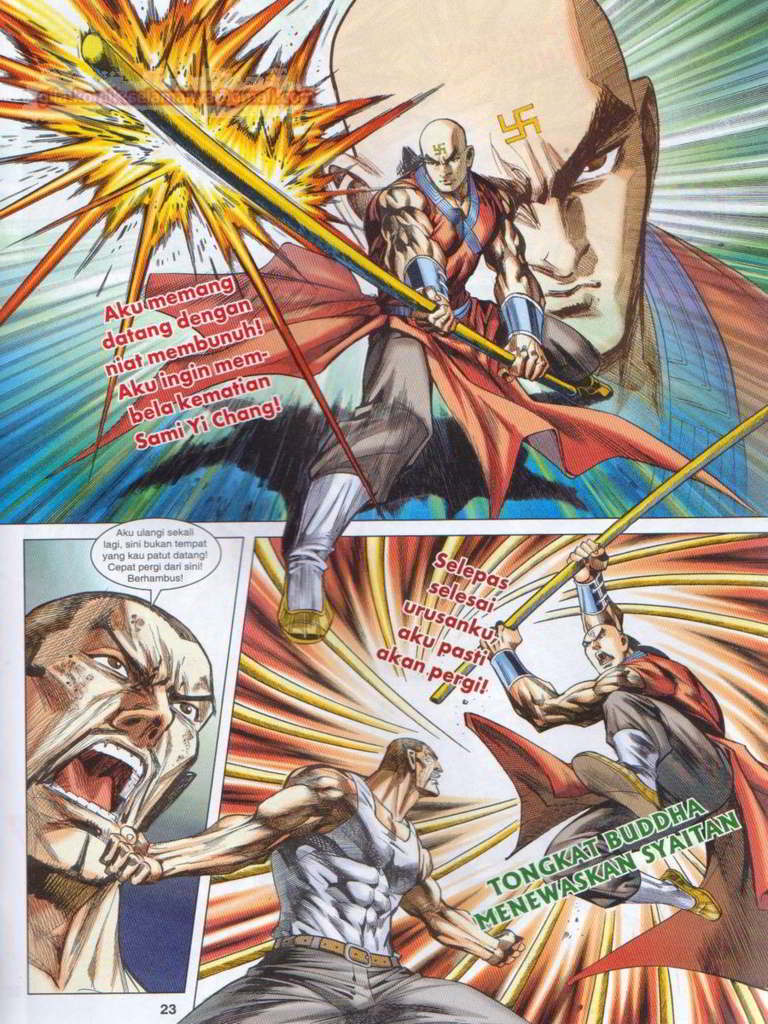 Aku memang
datang dengan
niat membunuh!
Aku ingin mem-
bela kematian
Sami Yi Chang!
Aku ulangi sekali
lagi, sini bukan tempat
yang kau patut datang!
Cepat pergi dari sini!
Berhambus!
Selepas
selesai
urusanku,
aku pasti
akan pergi!
TONGKAT BUDDHA
MENEWASKAN SYAITAN
23